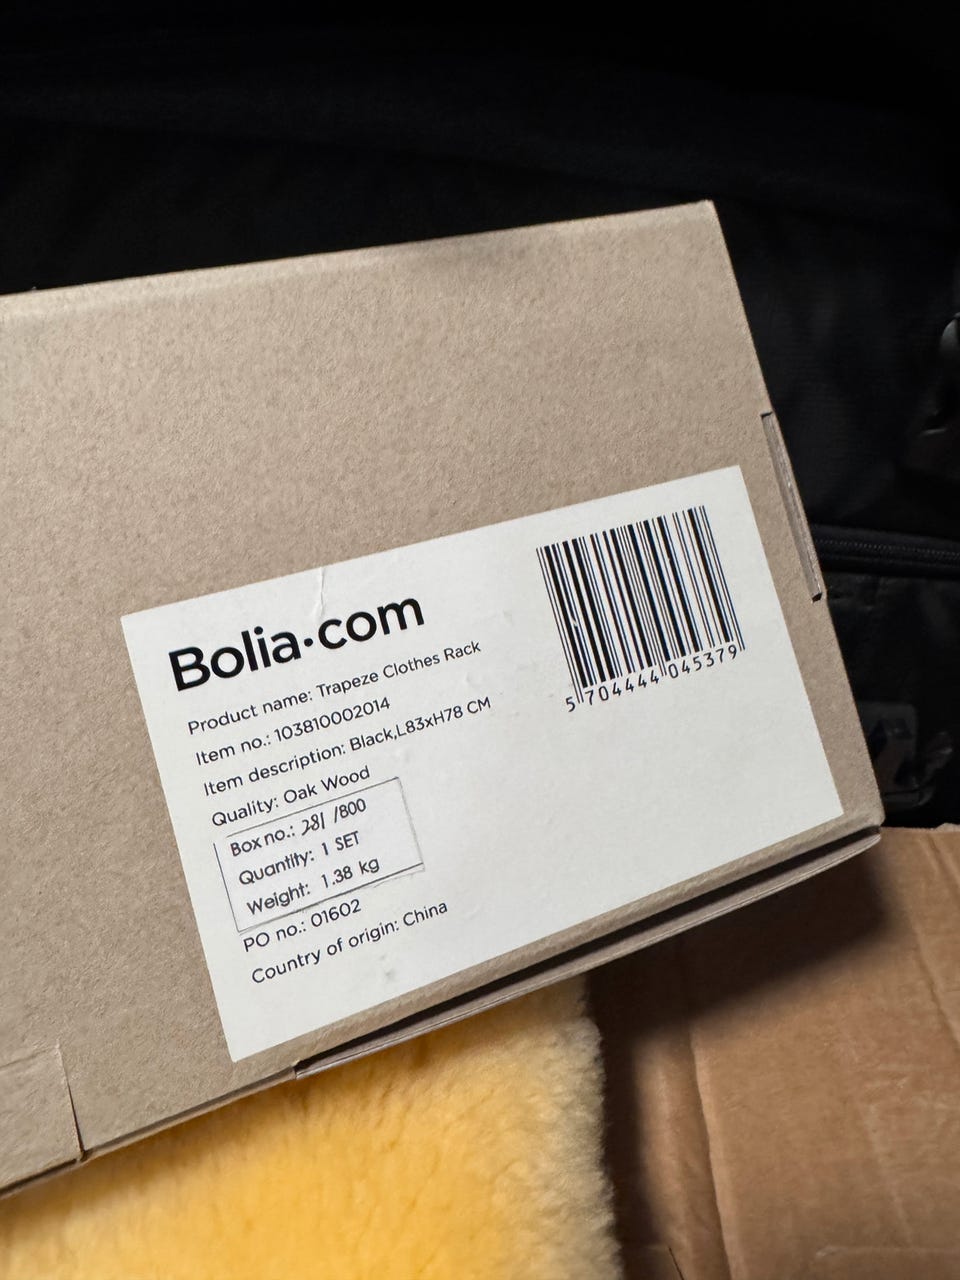 Bolia.com
Product name: Trapeze Clothes Rack
Item no.: 103810002014
Item description: Black,L83xH78 CM
Quality: Oak Wood
Box no.: 281 /800
Quantity: 1 SET
Weight: 1.38 kg
PO no.: 01602
Country of origin: China
5 704444 045379